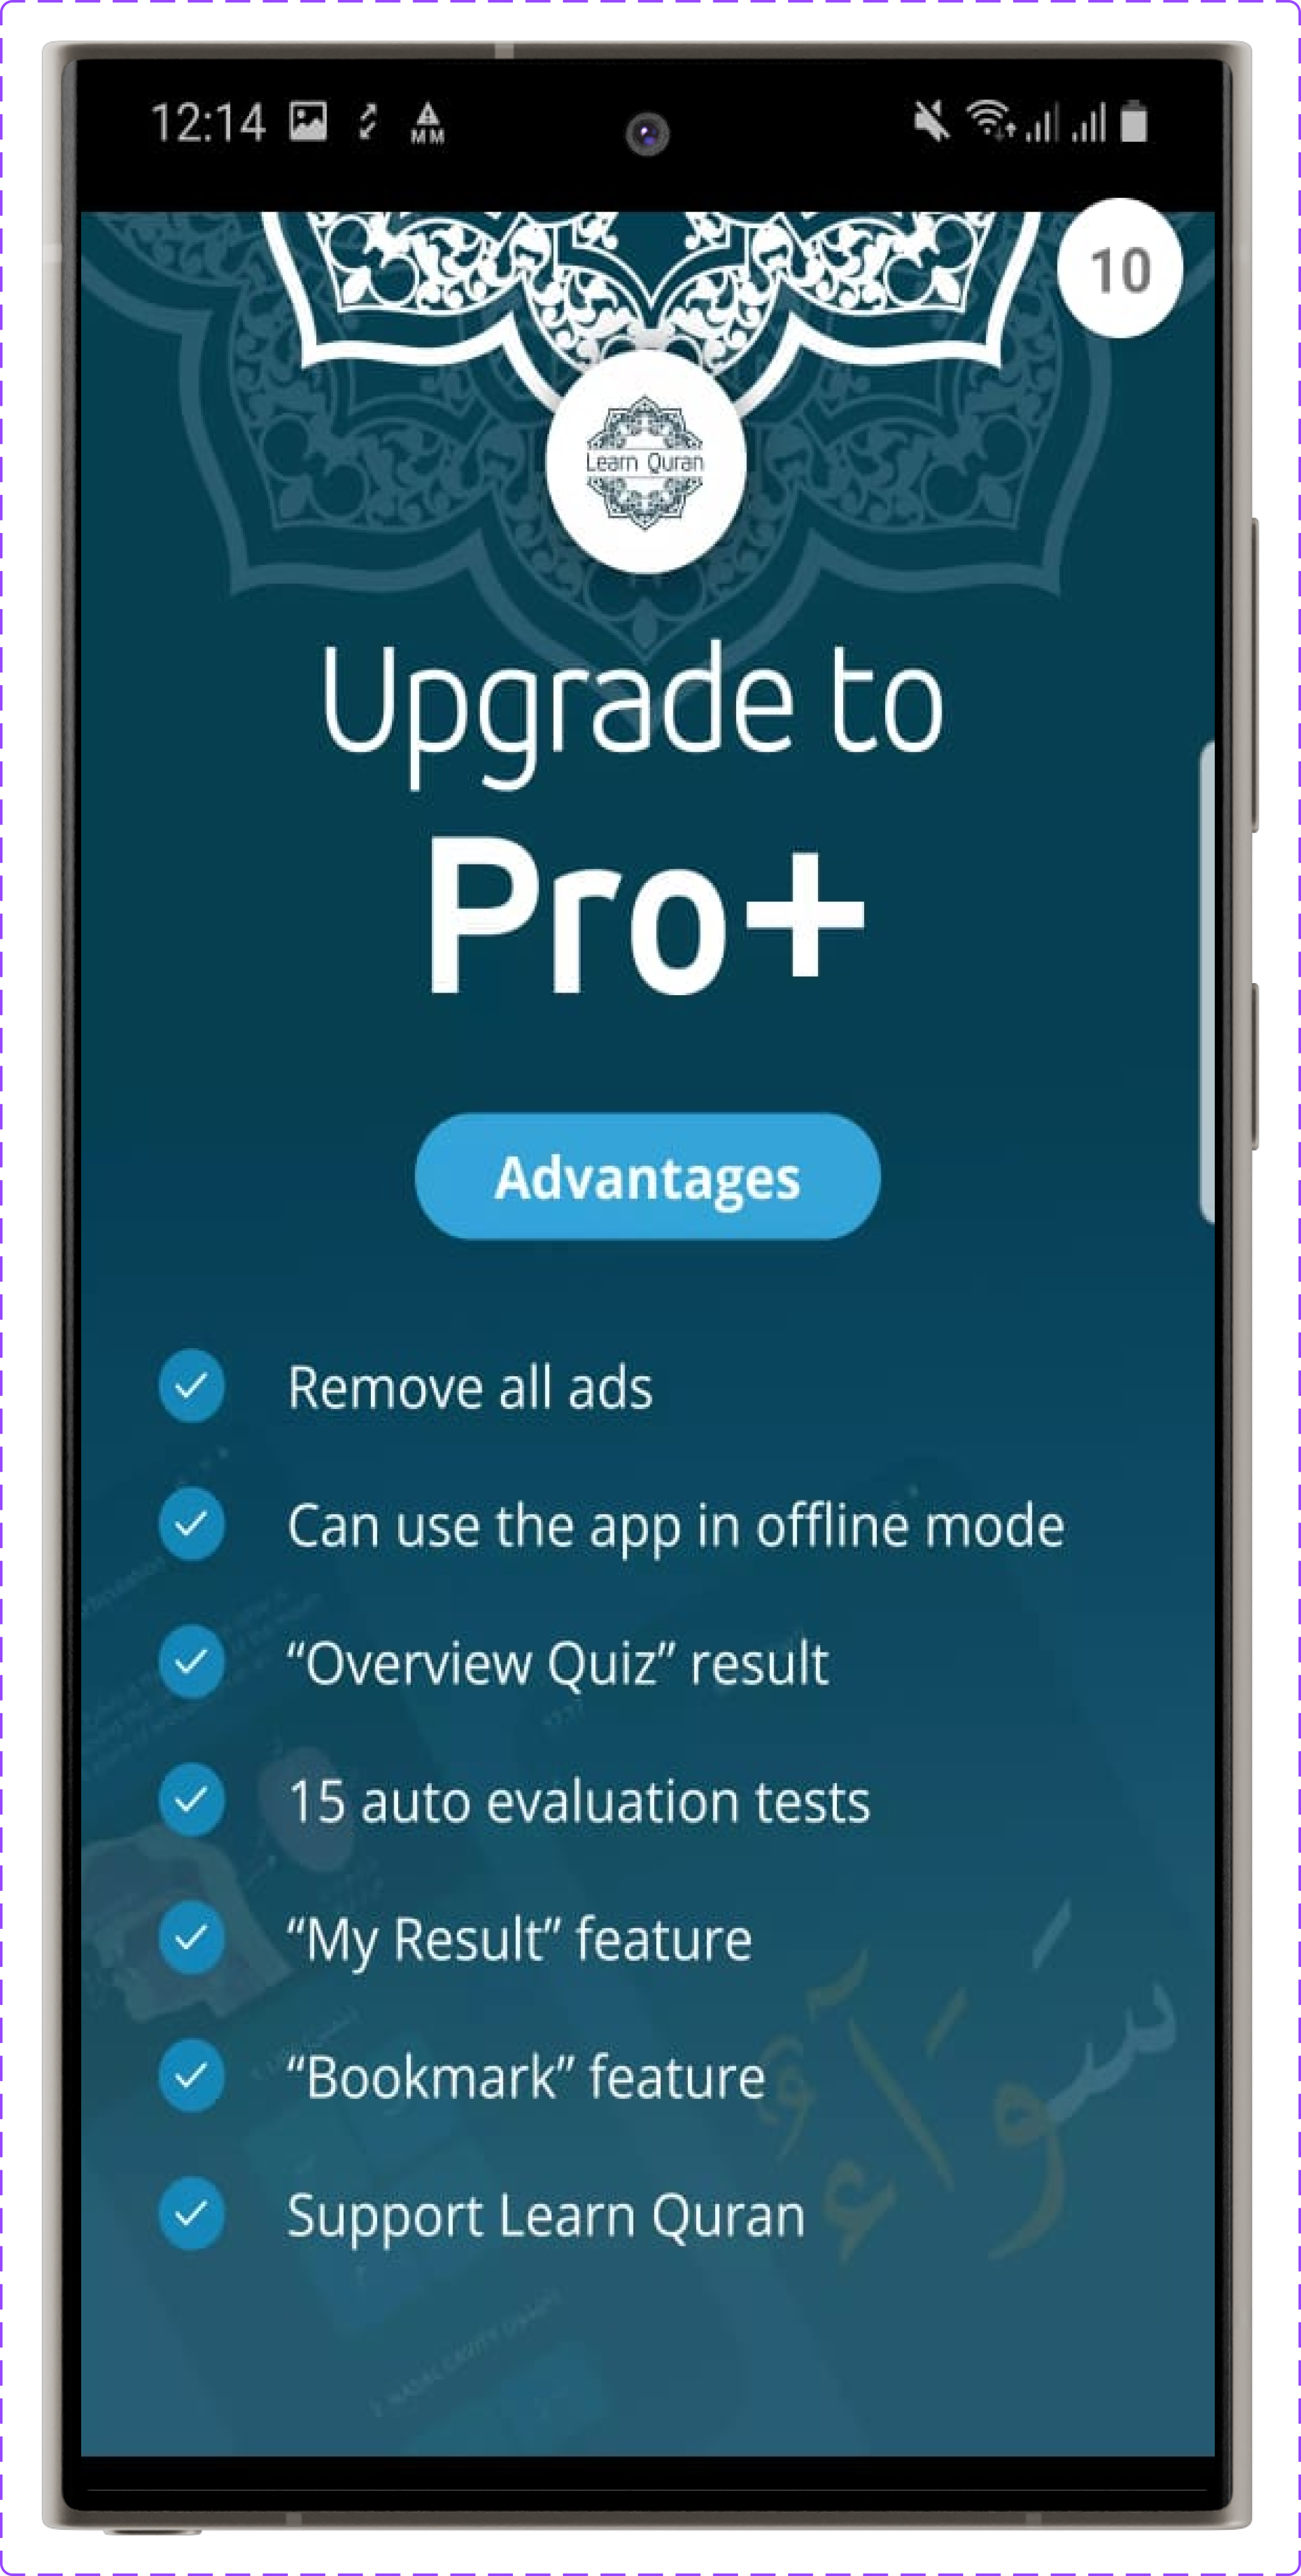 12:14
MM
10
Learn Quran
Upgrade to
Pro+
Advantages
Remove all ads
Can use the app in offline mode
“Overview Quiz” result
15 auto evaluation tests
“My Result” feature
“Bookmark” feature
Support Learn Quran